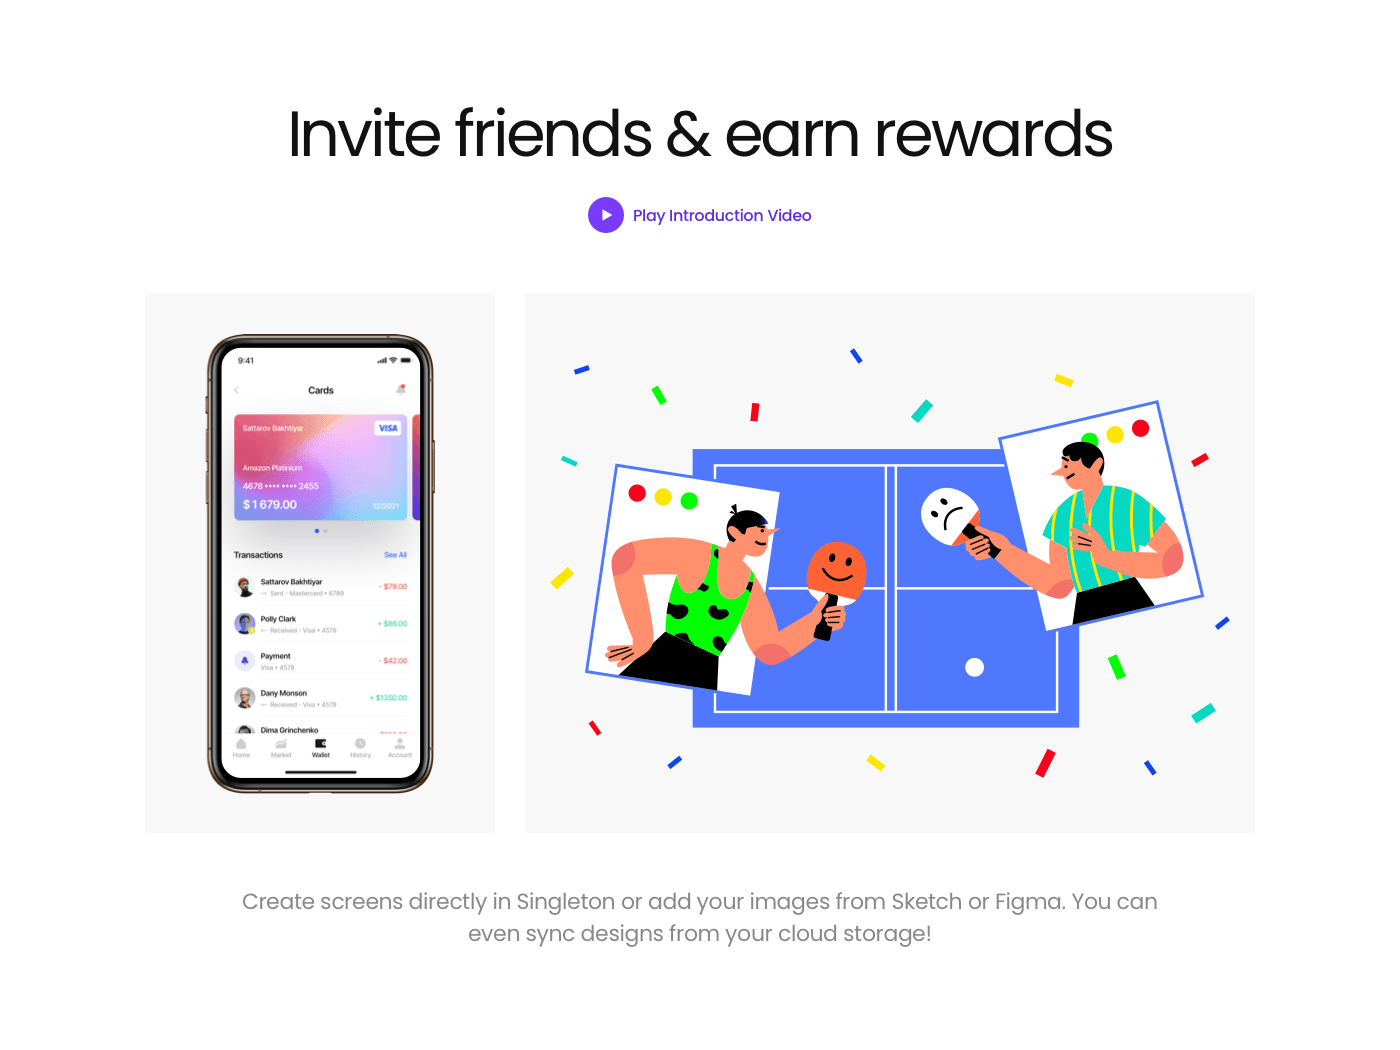 Invite friends & earn rewards
Play Introduction Video
9:41
Cards
Sattarov Bakhtiyar
VISA
Amazon Platinium
4678 •••• •••• 2455
$ 1 679.00
12/2021
Transactions
See All
Sattarov Bakhtiyar
- $79.00
Sent • Mastercard • 6789
Polly Clark
+ $86.00
Received • Visa • 4578
Payment
- $42.00
Visa • 4578
Dany Monson
+ $1350.00
Received • Visa • 4578
Dima Grinchenko
Home
Market
Wallet
History
Account
Create screens directly in Singleton or add your images from Sketch or Figma. You can
even sync designs from your cloud storage!